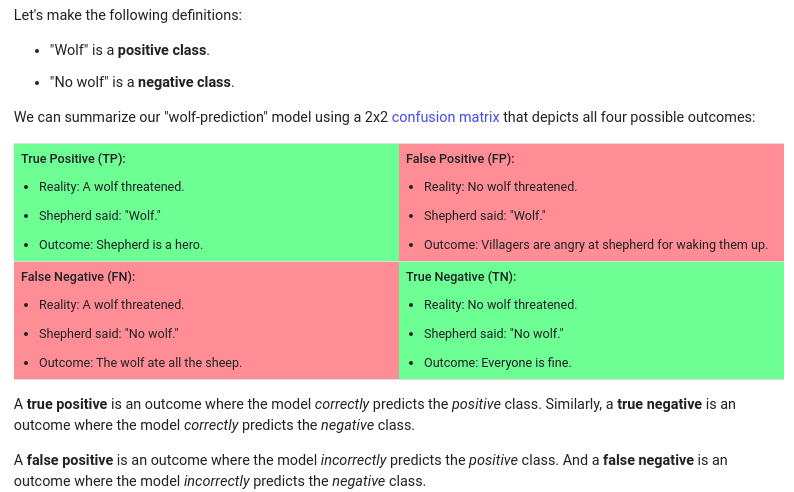 Let's make the following definitions:
• "Wolf" is a positive class.
• "No wolf" is a negative class.
We can summarize our "wolf-prediction" model using a 2x2 confusion matrix that depicts all four possible outcomes:
True Positive (TP):
• Reality: A wolf threatened.
• Shepherd said: "Wolf."
• Outcome: Shepherd is a hero.
False Positive (FP):
• Reality: No wolf threatened.
• Shepherd said: "Wolf."
• Outcome: Villagers are angry at shepherd for waking them up.
False Negative (FN):
• Reality: A wolf threatened.
• Shepherd said: "No wolf."
• Outcome: The wolf ate all the sheep.
True Negative (TN):
• Reality: No wolf threatened.
• Shepherd said: "No wolf."
• Outcome: Everyone is fine.
A true positive is an outcome where the model correctly predicts the positive class. Similarly, a true negative is an
outcome where the model correctly predicts the negative class.
A false positive is an outcome where the model incorrectly predicts the positive class. And a false negative is an
outcome where the model incorrectly predicts the negative class.